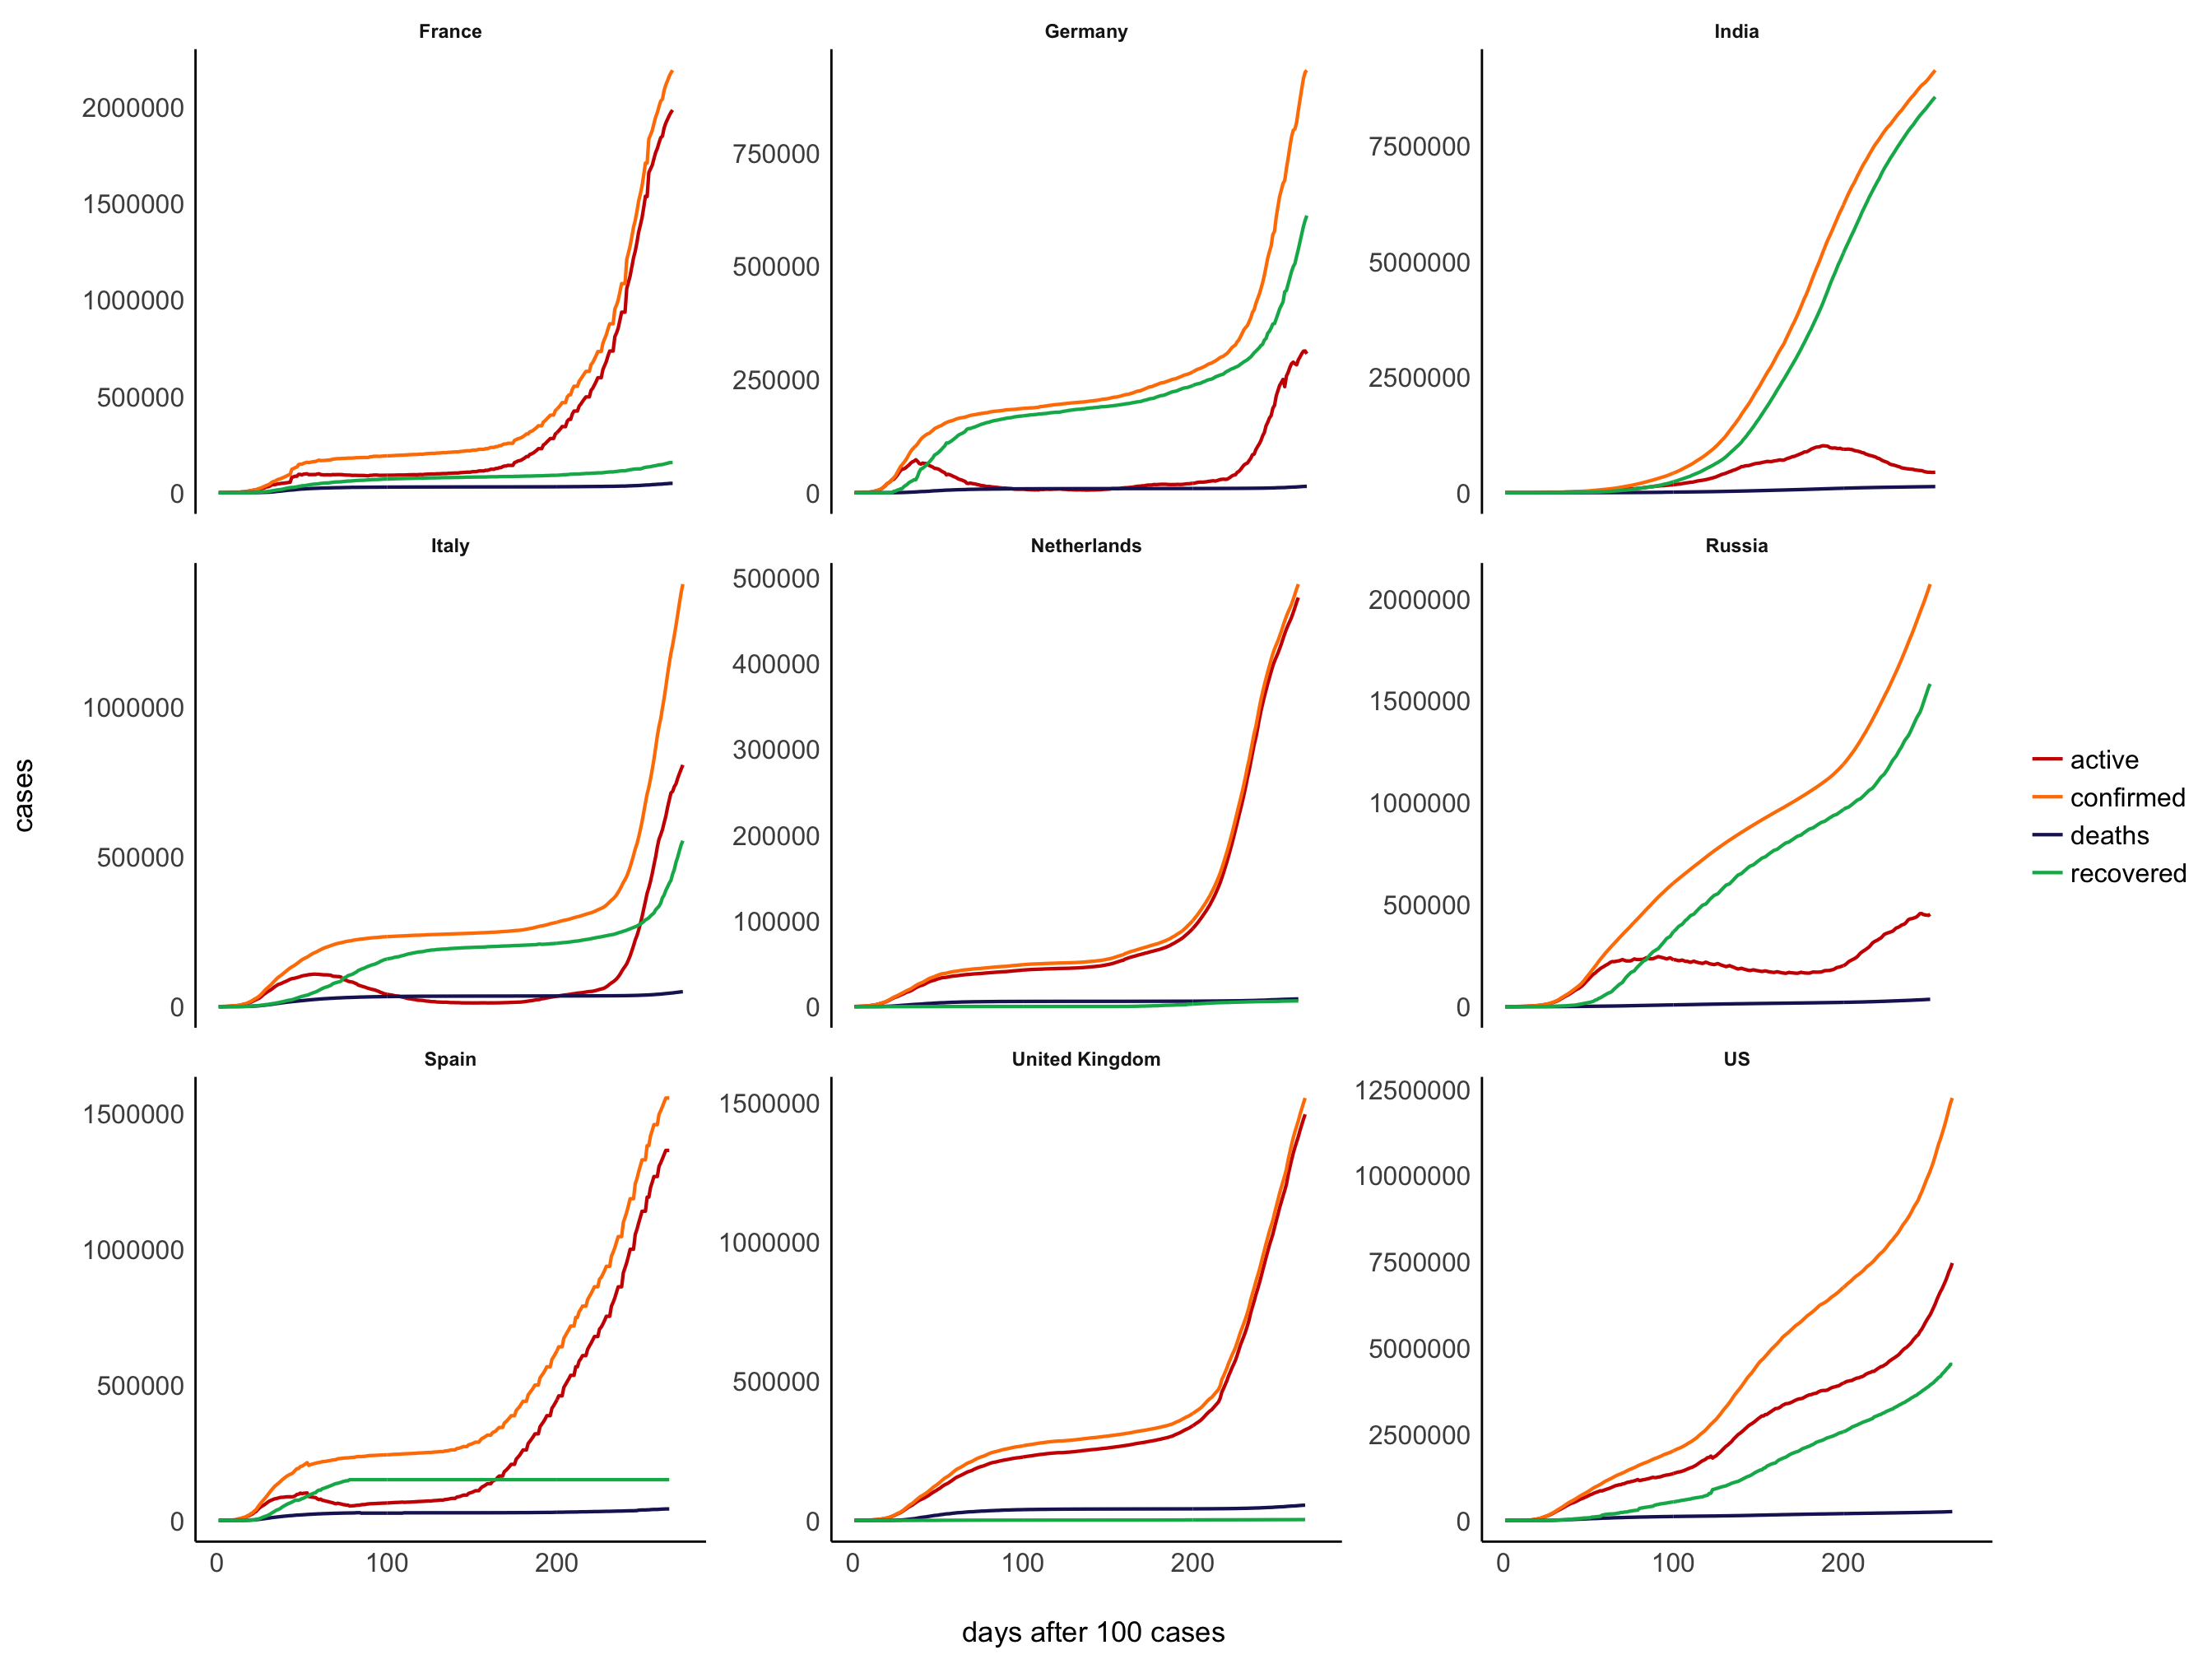 France
Germany
India
2000000
1500000
1000000
500000
0
750000
500000
250000
0
7500000
5000000
2500000
0
Italy
Netherlands
Russia
1000000
500000
0
500000
400000
300000
200000
100000
0
2000000
1500000
1000000
500000
0
Spain
United Kingdom
US
1500000
1000000
500000
0
1500000
1000000
500000
0
12500000
10000000
7500000
5000000
2500000
0
0 100 200
0 100 200
0 100 200
cases
days after 100 cases
active
confirmed
deaths
recovered